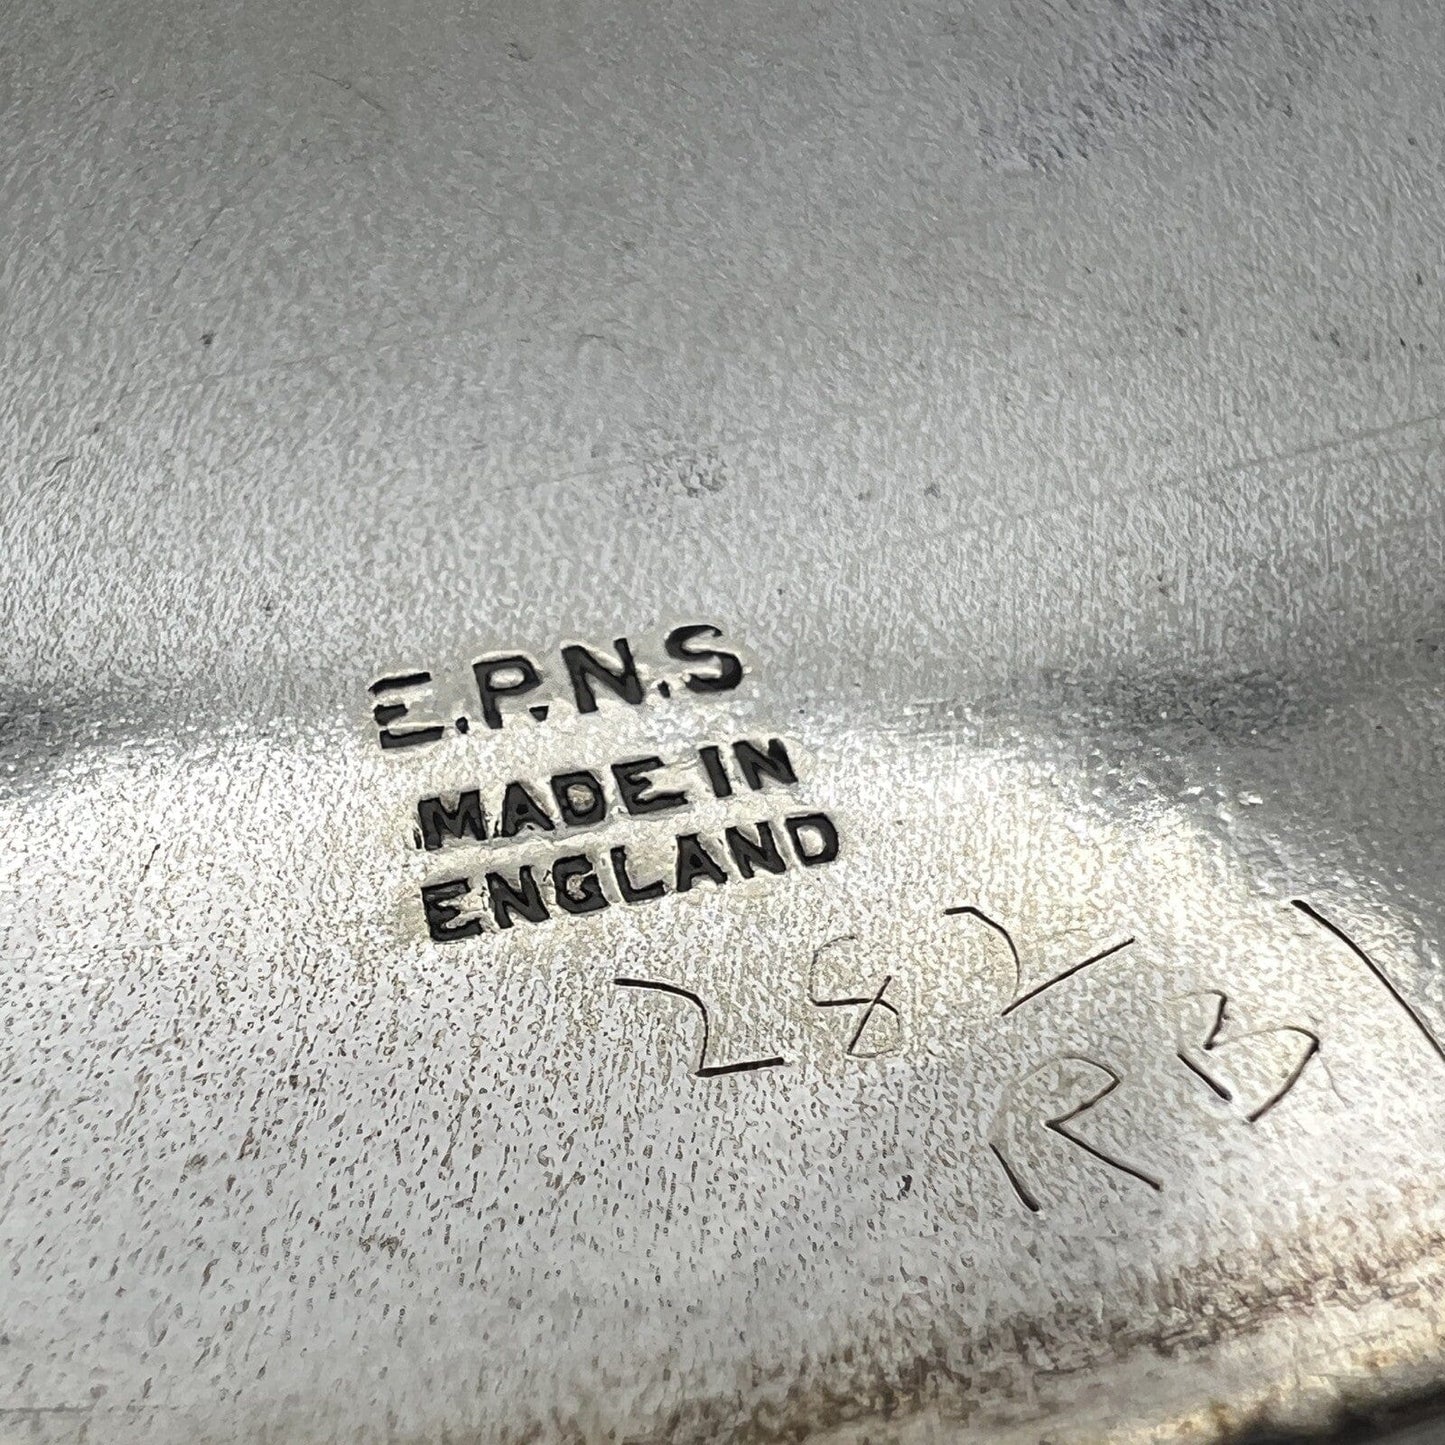 E.P.N.S
MADE IN
ENGLAND
282
RB